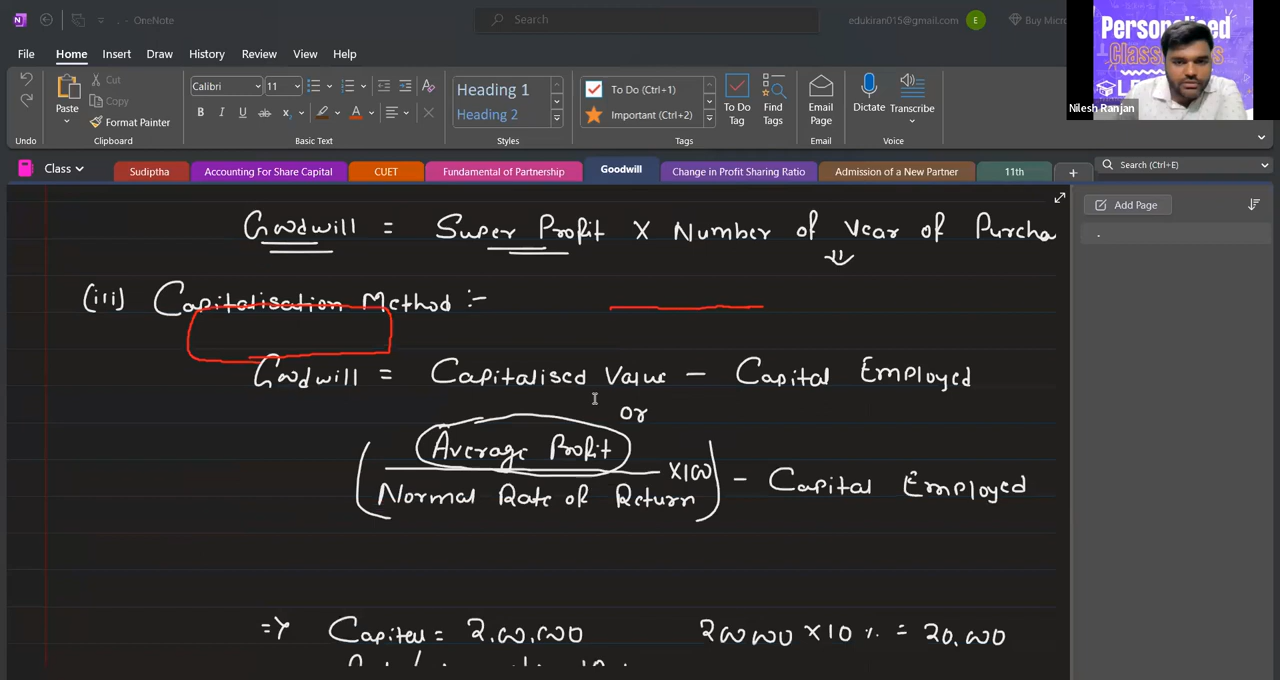 . - OneNote
Search
edukiran015@gmail.com
E
Buy Micr
File Home Insert Draw History Review View Help
Paste
Cut
Copy
Format Painter
Calibri 11
B I U ab x A
Heading 1
Heading 2
To Do (Ctrl+1)
Important (Ctrl+2)
To Do Tag
Find Tags
Email Page
Dictate
Transcribe
Undo Clipboard Basic Text Styles Tags Email Voice
Personalised
Nilesh Ranjan
Class
Sudiptha
Accounting For Share Capital
CUET
Fundamental of Partnership
Goodwill
Change in Profit Sharing Ratio
Admission of a New Partner
11th
+
Search (Ctrl+E)
Add Page
.
Goodwill = Super Profit X Number of Year of Purcha
(iii) Capitalisation Method :-
Goodwill = Capitalised Value - Capital Employed
or
(Average Profit / Normal Rate of Return X100) - Capital Employed
=> Capital = 2,00,000 200000 X10 % = 20,000